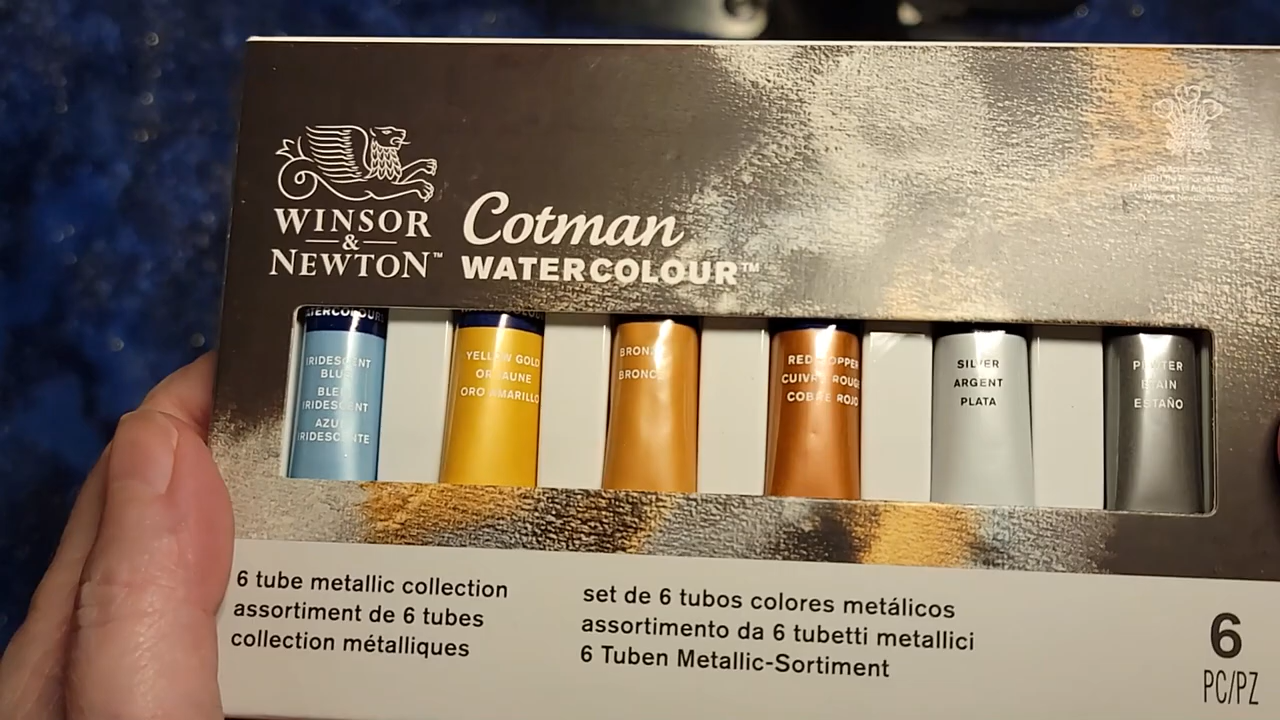 WINSOR
&
NEWTON™
Cotman
WATERCOLOUR™
IRIDESCENT
BLEU
IRIDESCENT
AZUL
IRIDESCENTE
YELLOW GOLD
OR JAUNE
ORO AMARILLO
BRONZE
BRONCE
RED COPPER
CUIVRE ROUGE
COBRE ROJO
SILVER
ARGENT
PLATA
PEWTER
ÉTAIN
ESTAÑO
6 tube metallic collection
assortiment de 6 tubes
collection métalliques
set de 6 tubos colores metálicos
assortimento da 6 tubetti metallici
6 Tuben Metallic-Sortiment
6
PC/PZ